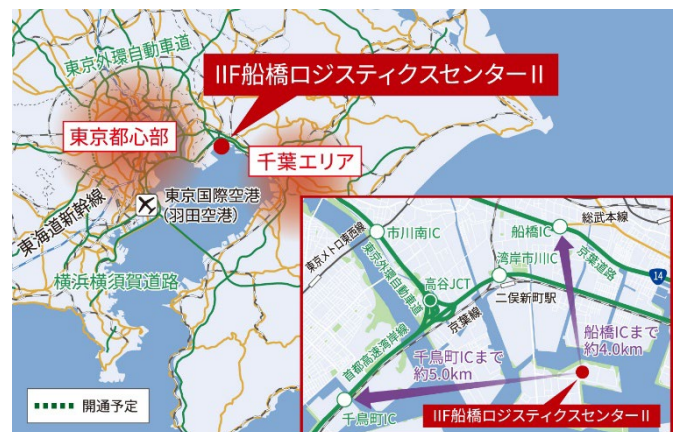 東京外環自動車道
IIF船橋ロジスティクスセンターII
東京都心部
千葉エリア
東京国際空港
(羽田空港)
東海道新幹線
横浜横須賀道路
開通予定
市川南IC
船橋IC
総武本線
東京メトロ東西線
東京外環自動車道
湾岸市川IC
京葉道路
14
高谷JCT
二俣新町駅
京葉線
首都高速湾岸線
船橋ICまで
約4.0km
千鳥町ICまで
約5.0km
千鳥町IC
IIF船橋ロジスティクスセンターII